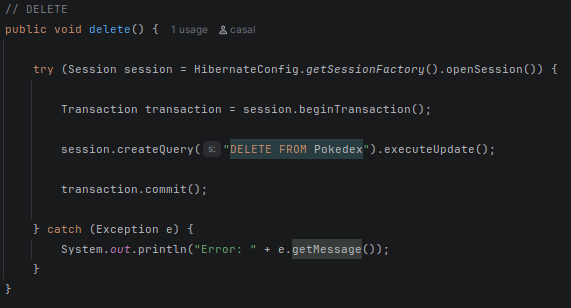 // DELETE
public void delete() { 1 usage casal
try (Session session = HibernateConfig.getSessionFactory().openSession()) {
Transaction transaction = session.beginTransaction();
session.createQuery( s: "DELETE FROM Pokedex").executeUpdate();
transaction.commit();
} catch (Exception e) {
System.out.println("Error: " + e.getMessage());
}
}